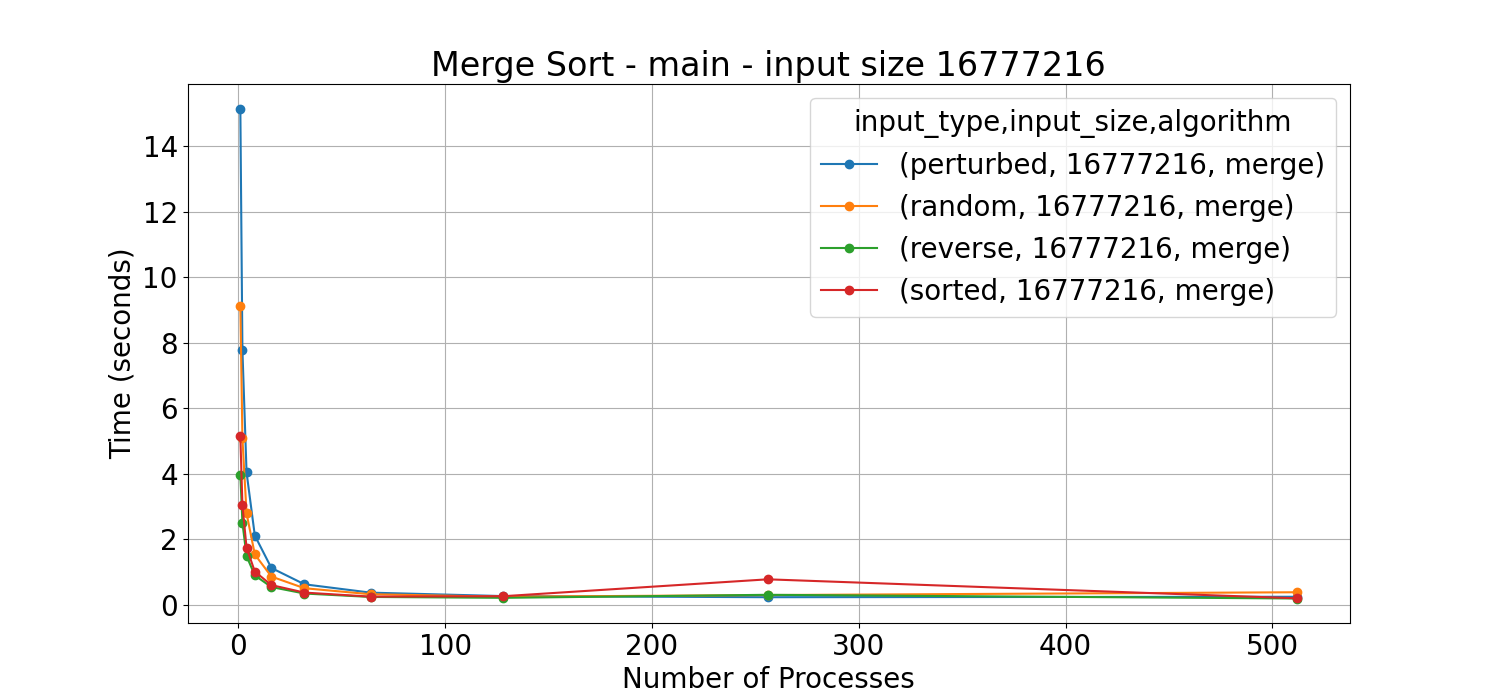 Merge Sort - main - input size 16777216
input_type,input_size,algorithm
(perturbed, 16777216, merge)
(random, 16777216, merge)
(reverse, 16777216, merge)
(sorted, 16777216, merge)
Time (seconds)
14
12
10
8
6
4
2
0
0 100 200 300 400 500
Number of Processes